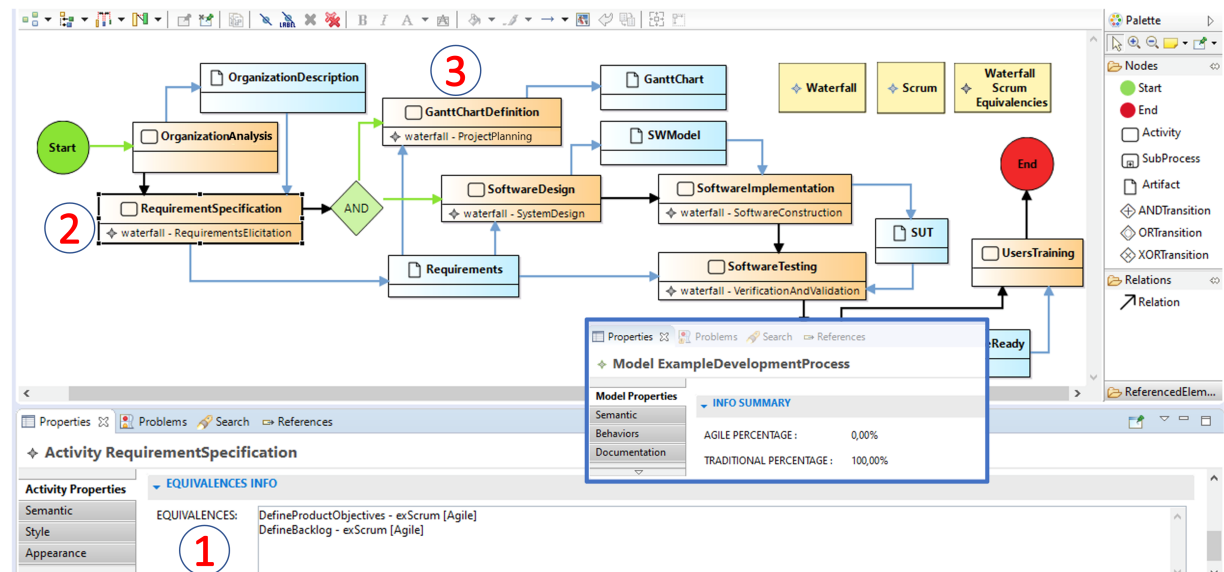 B I A
Palette
Nodes
Start
End
Activity
SubProcess
Artifact
ANDTransition
ORTransition
XORTransition
Relations
Relation
ReferencedElem...
OrganizationDescription
3
GanttChart
Waterfall
Scrum
Waterfall
Scrum
Equivalencies
GanttChartDefinition
waterfall - ProjectPlanning
Start
OrganizationAnalysis
SWModel
End
2
RequirementSpecification
waterfall - RequirementsElicitation
AND
SoftwareDesign
waterfall - SystemDesign
SoftwareImplementation
waterfall - SoftwareConstruction
SUT
UsersTraining
Requirements
SoftwareTesting
waterfall - VerificationAndValidation
eReady
Properties
Problems
Search
References
Model ExampleDevelopmentProcess
Model Properties
Semantic
Behaviors
Documentation
INFO SUMMARY
AGILE PERCENTAGE : 0,00%
TRADITIONAL PERCENTAGE : 100,00%
Properties
Problems
Search
References
Activity RequirementSpecification
Activity Properties
Semantic
Style
Appearance
EQUIVALENCES INFO
EQUIVALENCES:
1
DefineProductObjectives - exScrum [Agile]
DefineBacklog - exScrum [Agile]